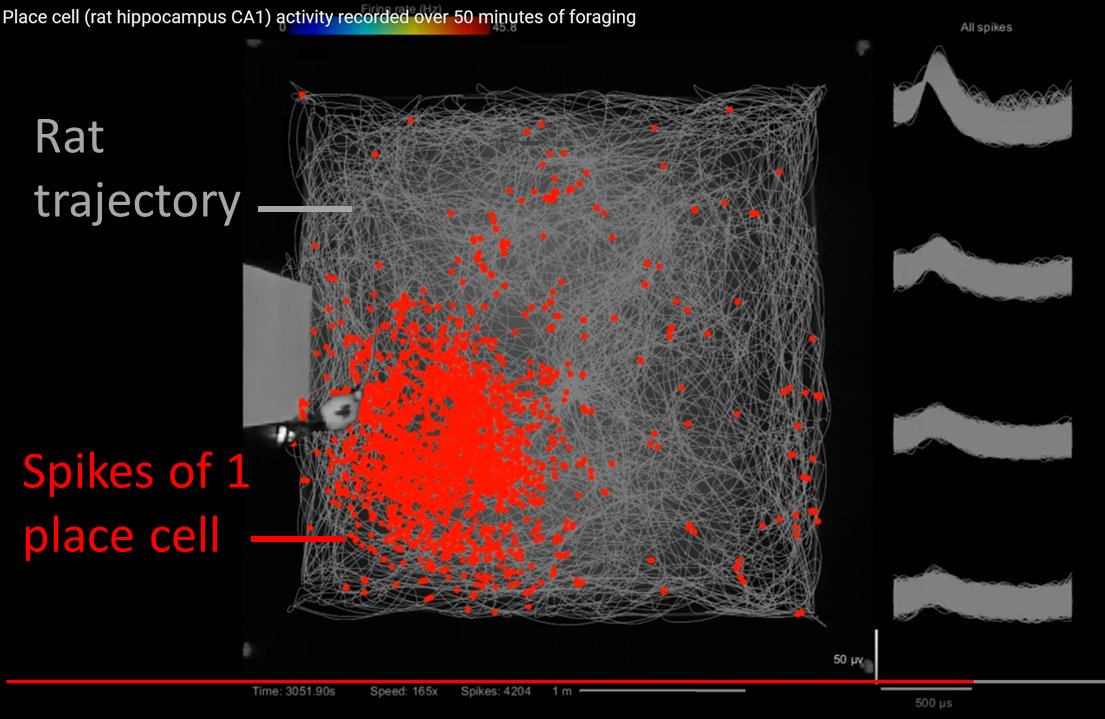 Place cell (rat hippocampus CA1) activity recorded over 50 minutes of foraging
Firing rate (Hz)
0
45.8
All spikes
Rat
trajectory
Spikes of 1
place cell
50 µv
Time: 3051.90s Speed: 165x Spikes: 4204 1 m
500 µs